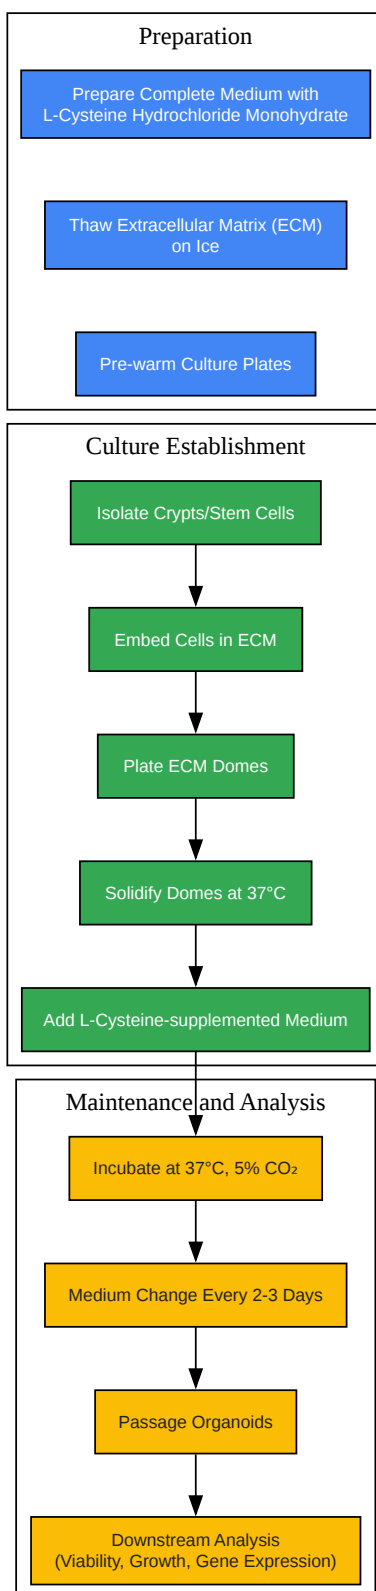 Preparation
Prepare Complete Medium with
L-Cysteine Hydrochloride Monohydrate
Thaw Extracellular Matrix (ECM)
on Ice
Pre-warm Culture Plates
Culture Establishment
Isolate Crypts/Stem Cells
Embed Cells in ECM
Plate ECM Domes
Solidify Domes at 37°C
Add L-Cysteine-supplemented Medium
Maintenance and Analysis
Incubate at 37°C, 5% CO₂
Medium Change Every 2-3 Days
Passage Organoids
Downstream Analysis
(Viability, Growth, Gene Expression)